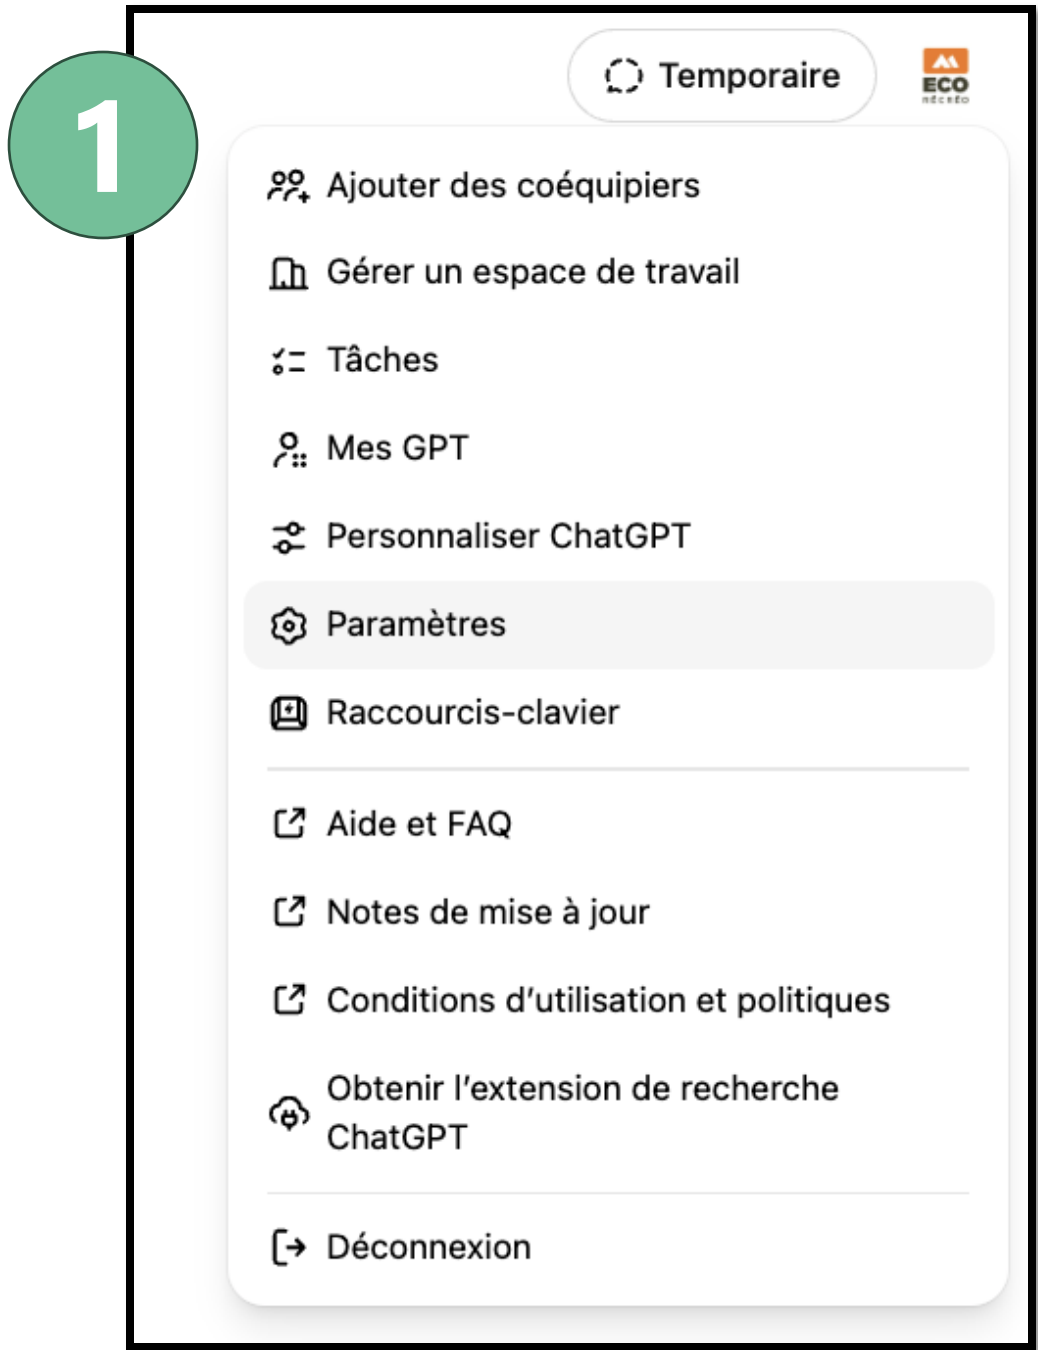 1
Temporaire
ECO
RÉCRÉO
Ajouter des coéquipiers
Gérer un espace de travail
Tâches
Mes GPT
Personnaliser ChatGPT
Paramètres
Raccourcis-clavier
Aide et FAQ
Notes de mise à jour
Conditions d’utilisation et politiques
Obtenir l’extension de recherche
ChatGPT
Déconnexion